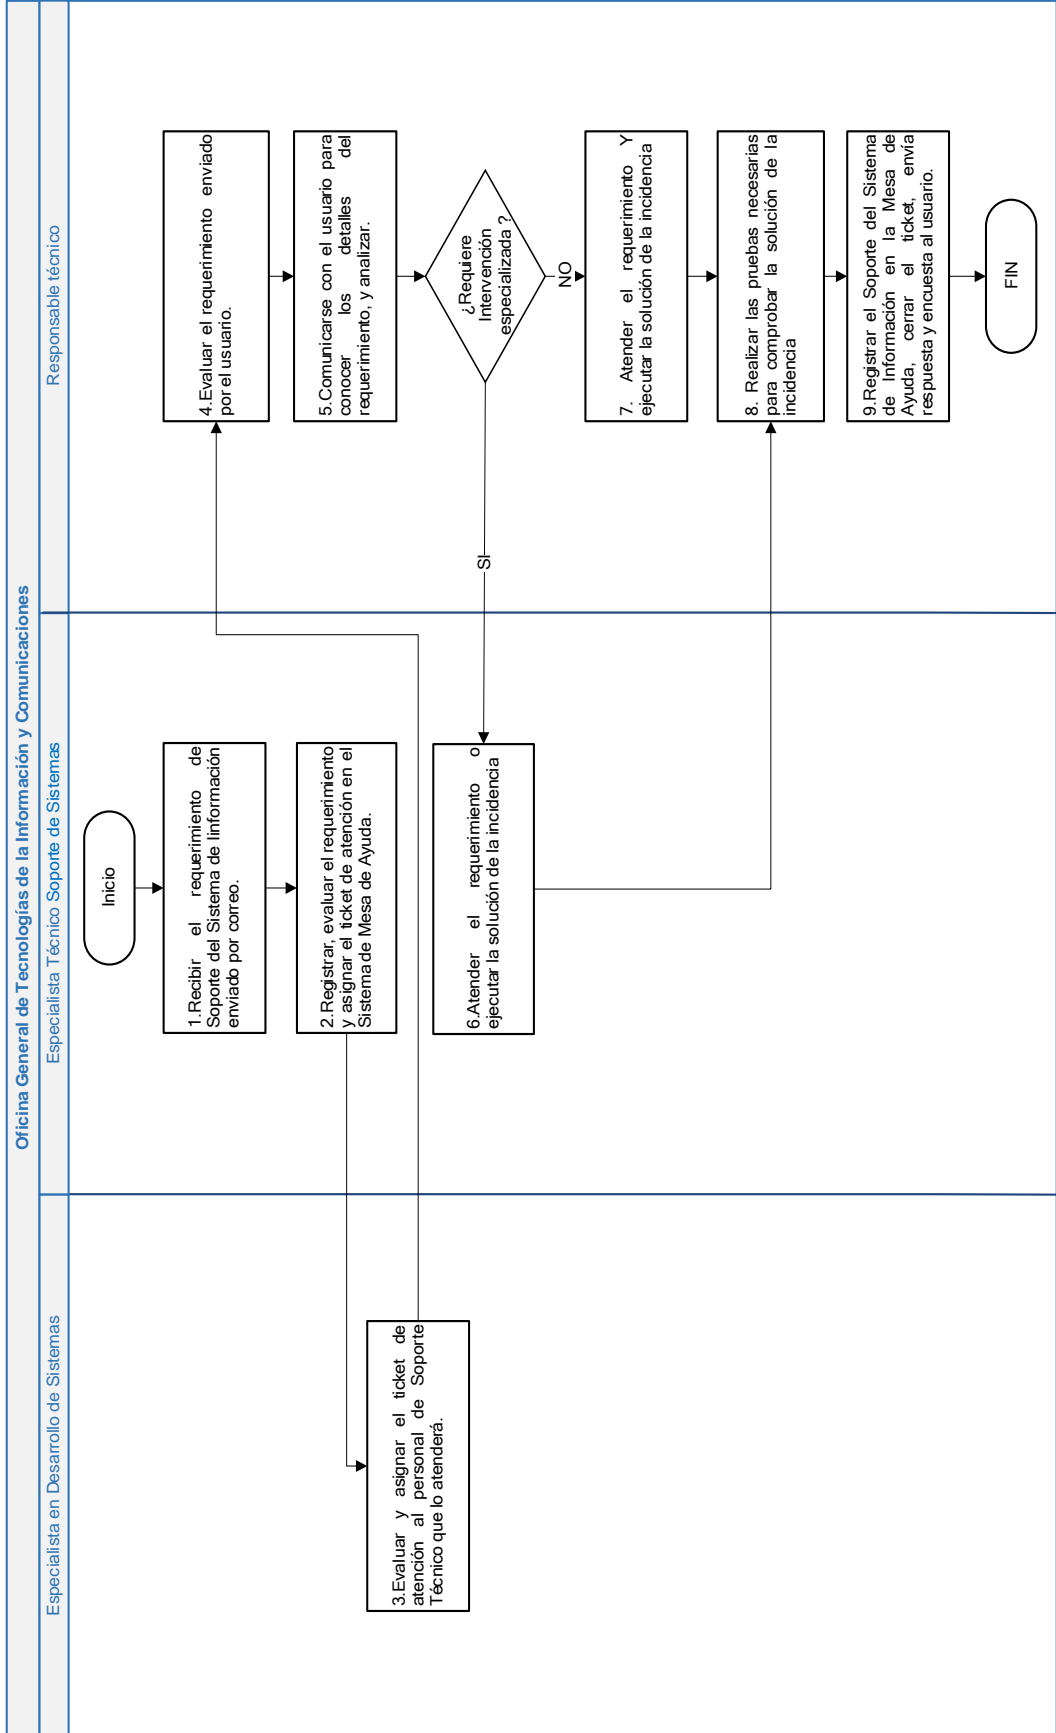 Oficina General de Tecnologías de la Información y Comunicaciones
Especialista en Desarrollo de Sistemas
Especialista Técnico Soporte de Sistemas
Responsable técnico
Inicio
1.Recibir el requerimiento de
Soporte del Sistema de Iinformación
enviado por correo.
2.Registrar, evaluar el requerimiento
y asignar el ticket de atención en el
Sistema de Mesa de Ayuda.
3.Evaluar y asignar el ticket de
atención al personal de Soporte
Técnico que lo atenderá.
4.Evaluar el requerimiento enviado
por el usuario.
5.Comunicarse con el usuario para
conocer los detalles del
requerimiento, y analizar.
¿Requiere
Intervención
especializada ?
SI
NO
6.Atender el requerimiento o
ejecutar la solución de la incidencia
7. Atender el requerimiento Y
ejecutar la solución de la incidencia
8. Realizar las pruebas necesarias
para comprobar la solución de la
incidencia
9.Registrar el Soporte del Sistema
de Información en la Mesa de
Ayuda, cerrar el ticket, envia
respuesta y encuesta al usuario.
FIN